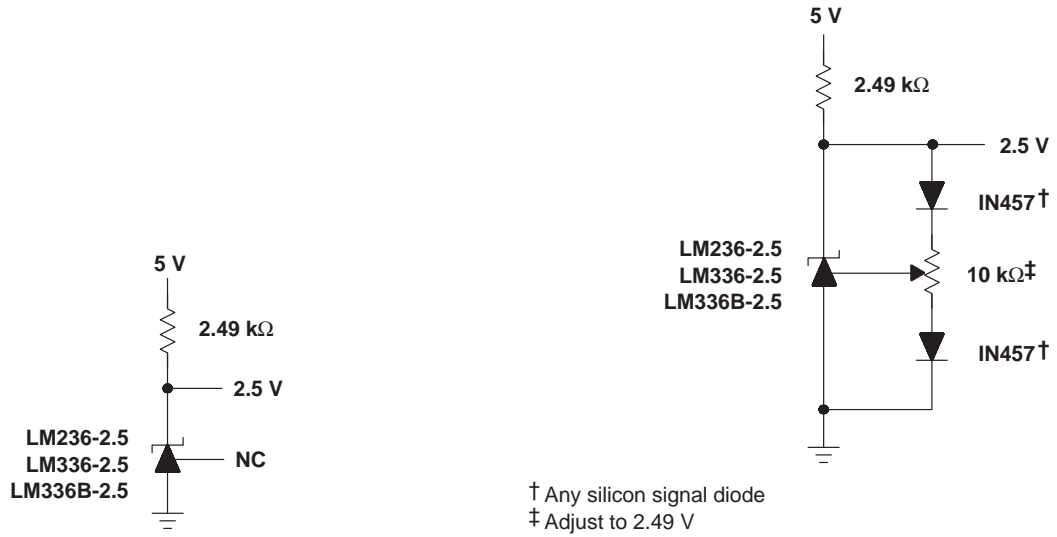 5 V
2.49 kΩ
2.5 V
LM236-2.5
LM336-2.5
LM336B-2.5
NC
5 V
2.49 kΩ
2.5 V
IN457†
LM236-2.5
LM336-2.5
LM336B-2.5
10 kΩ‡
IN457†
† Any silicon signal diode
‡ Adjust to 2.49 V